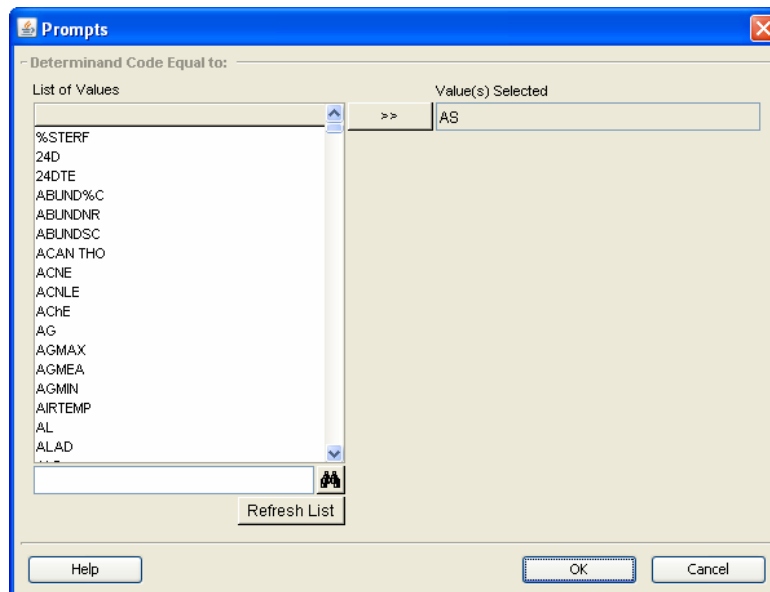 Prompts
Determinand Code Equal to:
List of Values
Value(s) Selected
>>
AS
%STERF
24D
24DTE
ABUND%C
ABUNDNR
ABUNDSC
ACAN THO
ACNE
ACNLE
AChE
AG
AGMAX
AGMEA
AGMIN
AIRTEMP
AL
ALAD
Refresh List
Help
OK
Cancel